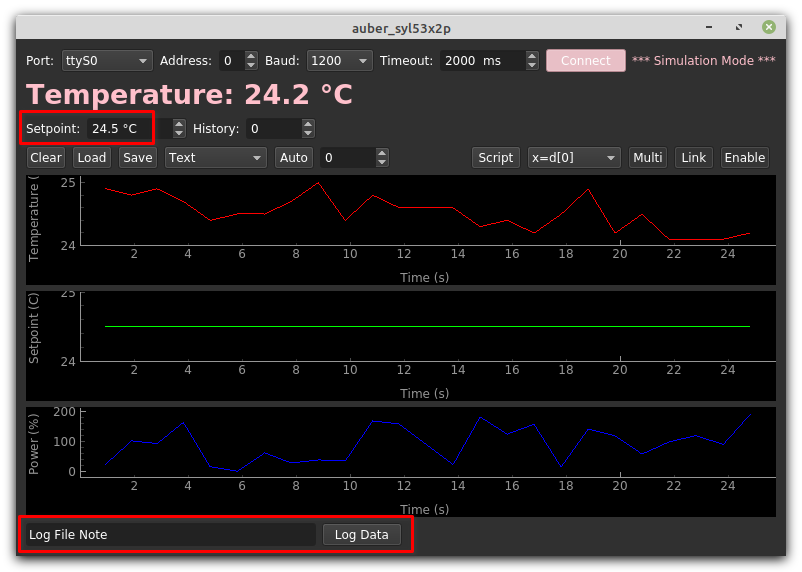 auber_syl53x2p
Port: ttyS0 Address: 0 Baud: 1200 Timeout: 2000 ms Connect *** Simulation Mode ***
Temperature: 24.2 °C
Setpoint: 24.5 °C History: 0
Clear Load Save Text Auto 0 Script x=d[0] Multi Link Enable
Temperature (
25
24
2 4 6 8 10 12 14 16 18 20 22 24
Time (s)
Setpoint (C)
25
24
2 4 6 8 10 12 14 16 18 20 22 24
Time (s)
Power (%)
200
100
0
2 4 6 8 10 12 14 16 18 20 22 24
Time (s)
Log File Note Log Data